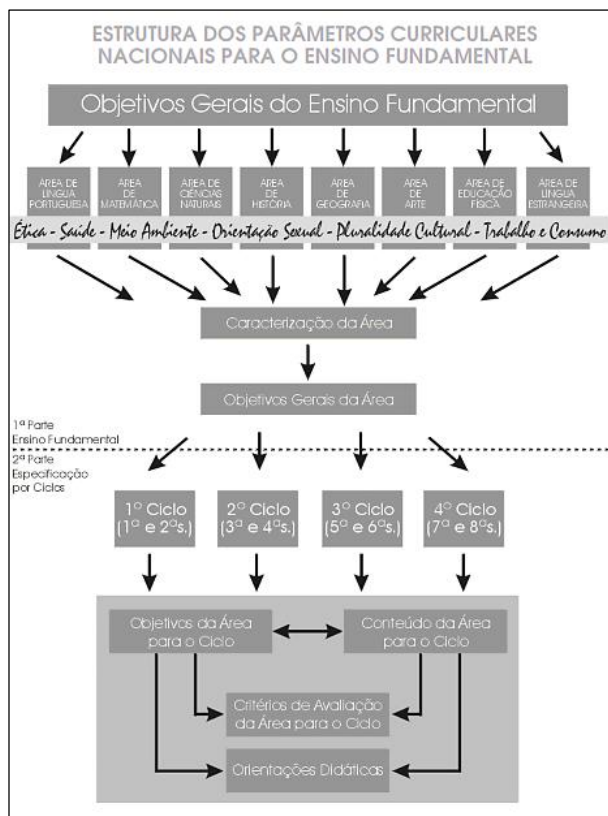 ESTRUTURA DOS PARÂMETROS CURRICULARES
NACIONAIS PARA O ENSINO FUNDAMENTAL
Objetivos Gerais do Ensino Fundamental
ÁREA DE
LÍNGUA
PORTUGUESA
ÁREA
DE
MATEMÁTICA
ÁREA DE
CIÊNCIAS
NATURAIS
ÁREA
DE
HISTÓRIA
ÁREA
DE
GEOGRAFIA
ÁREA
DE ARTE
ÁREA DE
EDUCAÇÃO
FÍSICA
ÁREA DE
LÍNGUA
ESTRANGEIRA
Ética - Saúde - Meio Ambiente - Orientação Sexual - Pluralidade Cultural - Trabalho e Consumo
Caracterização da Área
Objetivos Gerais da Área
1ª Parte
Ensino Fundamental
2ª Parte
Especificação
por Ciclos
1º Ciclo
(1ª e 2ªs.)
2º Ciclo
(3ª e 4ªs.)
3º Ciclo
(5ª e 6ªs.)
4º Ciclo
(7ª e 8ªs.)
Objetivos da Área
para o Ciclo
Conteúdo da Área
para o Ciclo
Critérios de Avaliação
da Área para o Ciclo
Orientações Didáticas